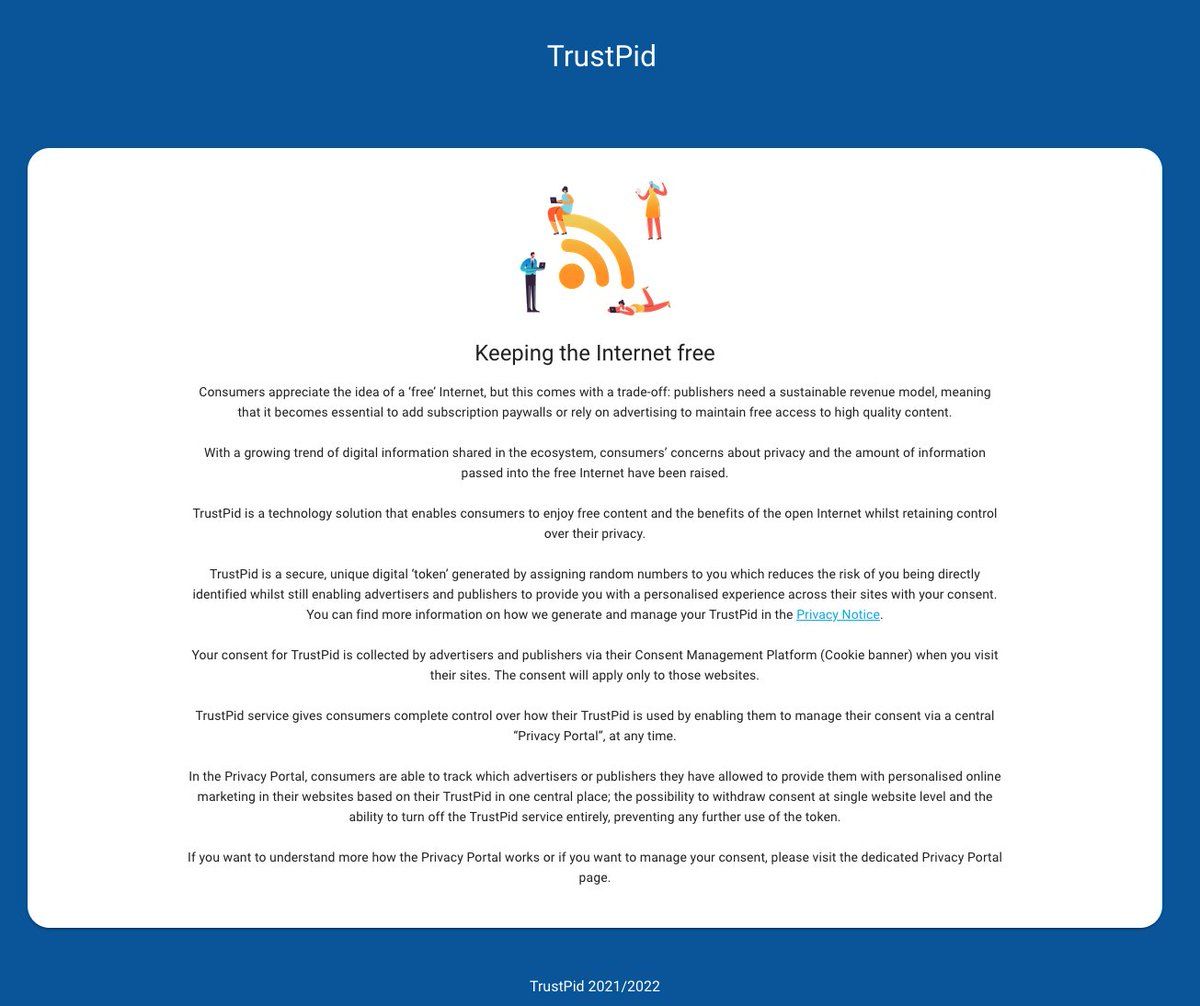 TrustPid
Keeping the Internet free
Consumers appreciate the idea of a ‘free’ Internet, but this comes with a trade-off: publishers need a sustainable revenue model, meaning
that it becomes essential to add subscription paywalls or rely on advertising to maintain free access to high quality content.
With a growing trend of digital information shared in the ecosystem, consumers’ concerns about privacy and the amount of information
passed into the free Internet have been raised.
TrustPid is a technology solution that enables consumers to enjoy free content and the benefits of the open Internet whilst retaining control
over their privacy.
TrustPid is a secure, unique digital ‘token’ generated by assigning random numbers to you which reduces the risk of you being directly
identified whilst still enabling advertisers and publishers to provide you with a personalised experience across their sites with your consent.
You can find more information on how we generate and manage your TrustPid in the Privacy Notice.
Your consent for TrustPid is collected by advertisers and publishers via their Consent Management Platform (Cookie banner) when you visit
their sites. The consent will apply only to those websites.
TrustPid service gives consumers complete control over how their TrustPid is used by enabling them to manage their consent via a central
“Privacy Portal”, at any time.
In the Privacy Portal, consumers are able to track which advertisers or publishers they have allowed to provide them with personalised online
marketing in their websites based on their TrustPid in one central place; the possibility to withdraw consent at single website level and the
ability to turn off the TrustPid service entirely, preventing any further use of the token.
If you want to understand more how the Privacy Portal works or if you want to manage your consent, please visit the dedicated Privacy Portal
page.
TrustPid 2021/2022